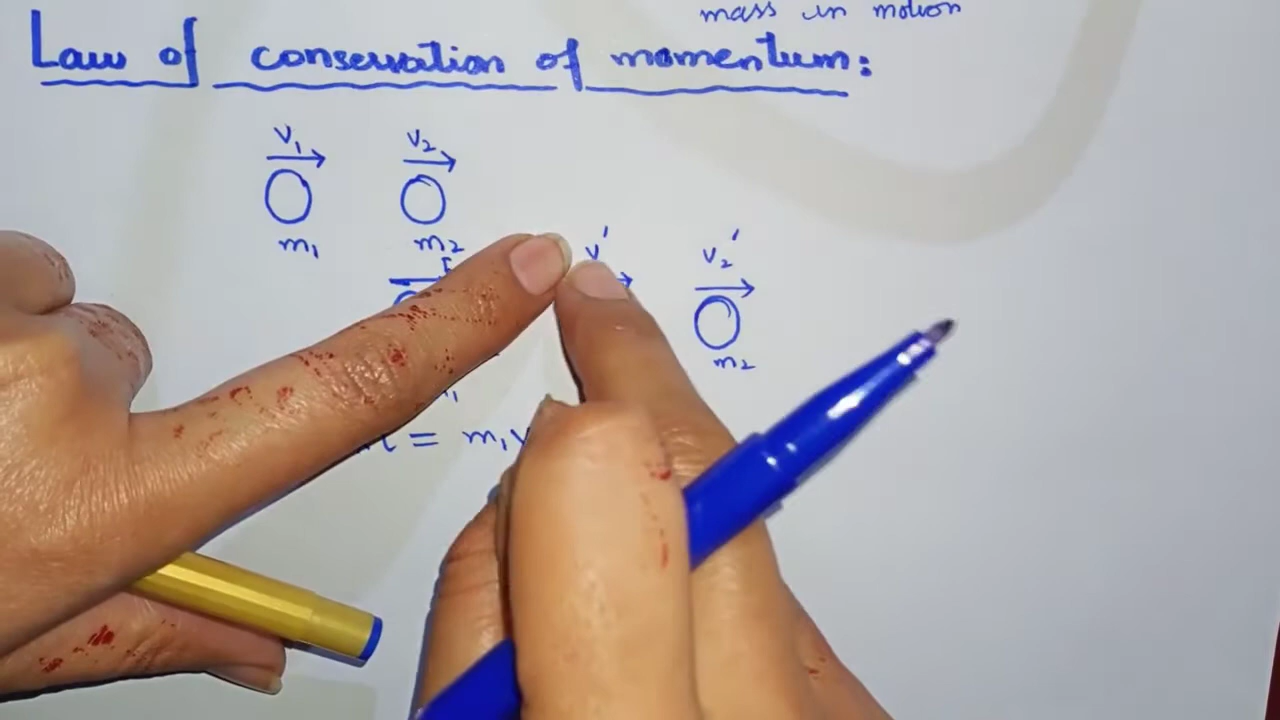 mass in motion
Law of conservation of momentum:
v₁ v₂
m₁ m₂
v' v₂'
m₂
= m₁v